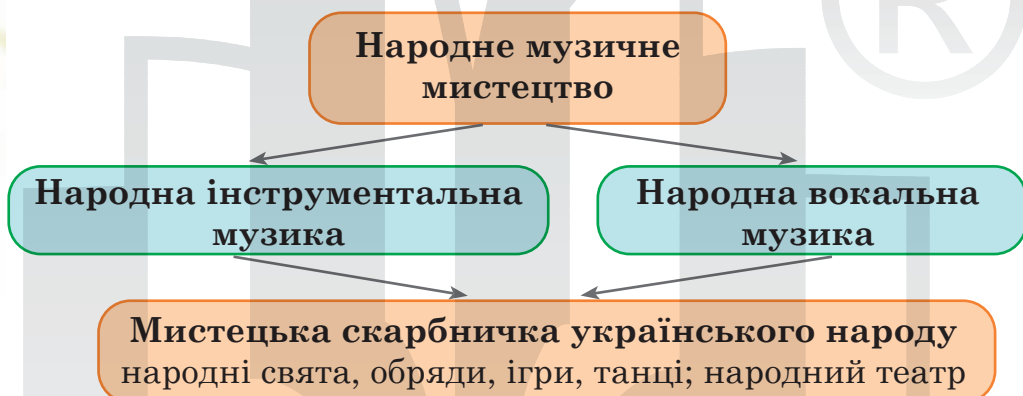 Народне музичне
мистецтво
Народна інструментальна
музика
Народна вокальна
музика
Мистецька скарбничка українського народу
народні свята, обряди, ігри, танці; народний театр
R